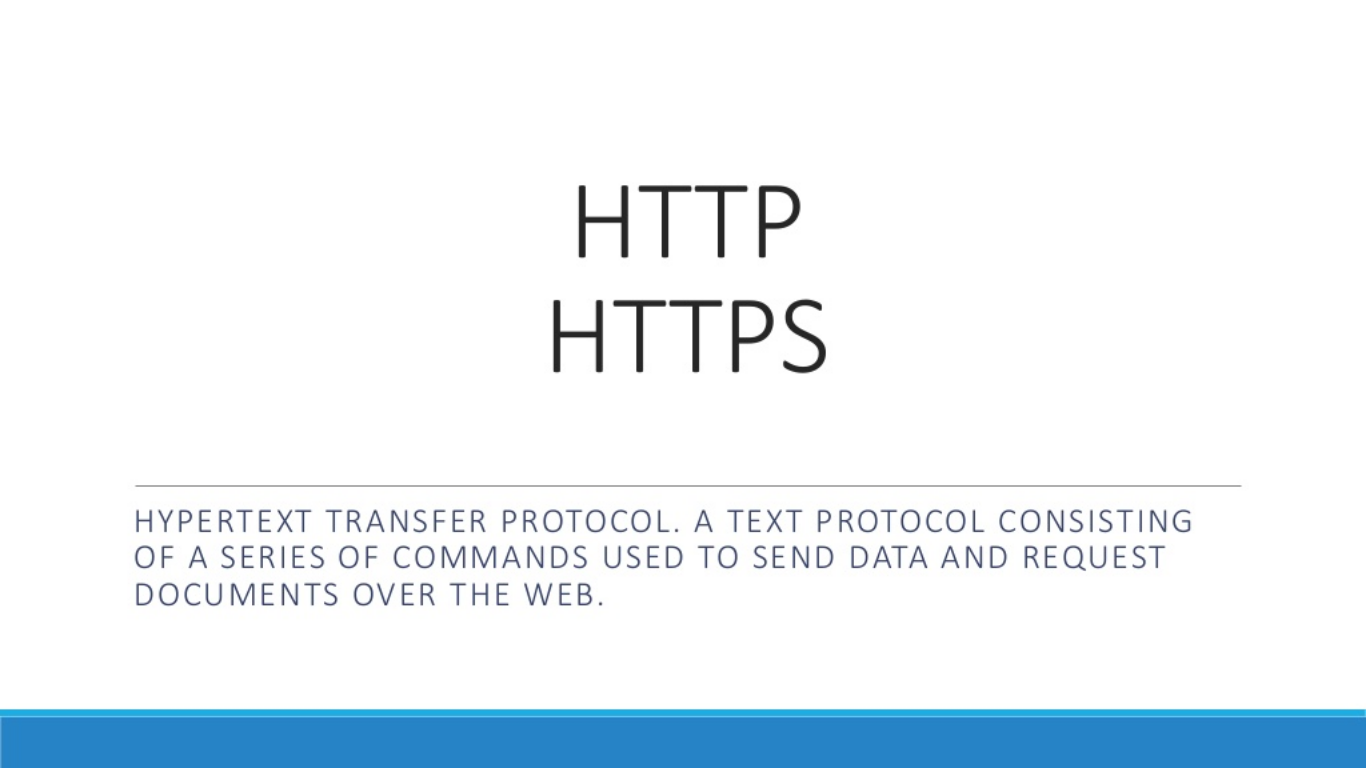 HTTP
HTTPS
HYPERTEXT TRANSFER PROTOCOL. A TEXT PROTOCOL CONSISTING
OF A SERIES OF COMMANDS USED TO SEND DATA AND REQUEST
DOCUMENTS OVER THE WEB.